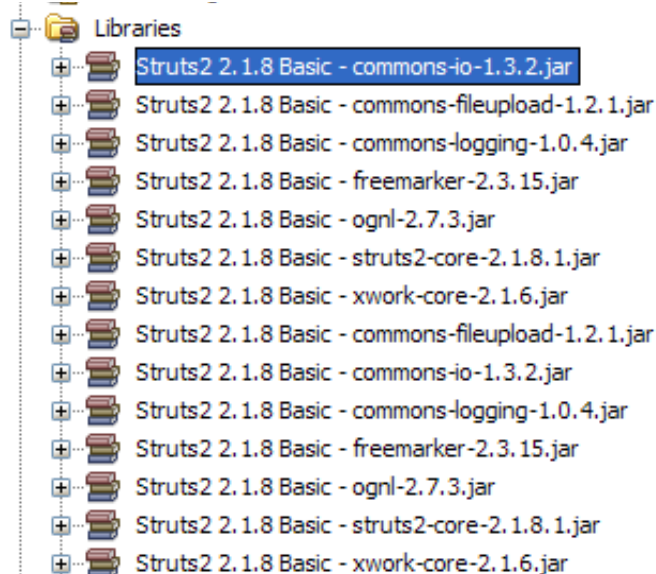 Libraries
Struts2 2.1.8 Basic - commons-io-1.3.2.jar
Struts2 2.1.8 Basic - commons-fileupload-1.2.1.jar
Struts2 2.1.8 Basic - commons-logging-1.0.4.jar
Struts2 2.1.8 Basic - freemarker-2.3.15.jar
Struts2 2.1.8 Basic - ognl-2.7.3.jar
Struts2 2.1.8 Basic - struts2-core-2.1.8.1.jar
Struts2 2.1.8 Basic - xwork-core-2.1.6.jar
Struts2 2.1.8 Basic - commons-fileupload-1.2.1.jar
Struts2 2.1.8 Basic - commons-io-1.3.2.jar
Struts2 2.1.8 Basic - commons-logging-1.0.4.jar
Struts2 2.1.8 Basic - freemarker-2.3.15.jar
Struts2 2.1.8 Basic - ognl-2.7.3.jar
Struts2 2.1.8 Basic - struts2-core-2.1.8.1.jar
Struts2 2.1.8 Basic - xwork-core-2.1.6.jar